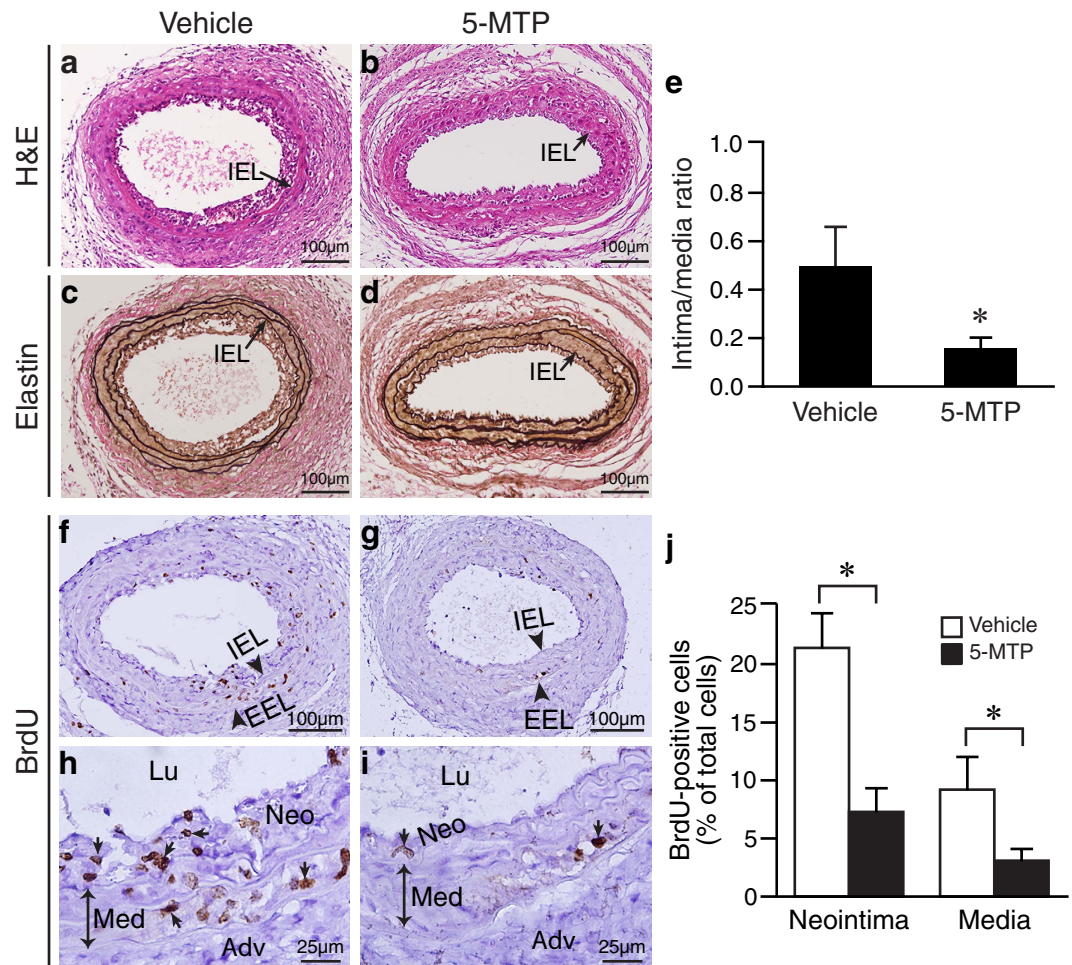 Vehicle
5-MTP
H&E
a
IEL
100μm
b
IEL
100μm
Elastin
c
IEL
100μm
d
IEL
100μm
e
Intima/media ratio
1.0
0.8
0.6
0.4
0.2
0.0
*
Vehicle
5-MTP
BrdU
f
IEL
EEL
100μm
g
IEL
EEL
100μm
h
Lu
Neo
Med
Adv
25μm
i
Lu
Neo
Med
Adv
25μm
j
BrdU-positive cells
(% of total cells)
25
20
15
10
5
0
*
*
Vehicle
5-MTP
Neointima
Media